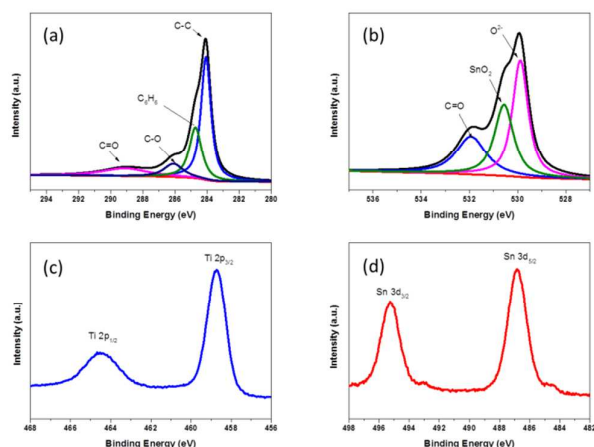 (a)
C-C
C₆H₆
C=O
C-O
Intensity (a.u.)
294 292 290 288 286 284 282 280
Binding Energy (eV)
(b)
O²⁻
SnO₂
C=O
Intensity (a.u.)
536 534 532 530 528
Binding Energy (eV)
(c)
Ti 2p₃/₂
Ti 2p₁/₂
Intensity (a.u.)
468 466 464 462 460 458 456
Binding Energy (eV)
(d)
Sn 3d₅/₂
Sn 3d₃/₂
Intensity (a.u.)
498 496 494 492 490 488 486 484 482
Binding Energy (eV)